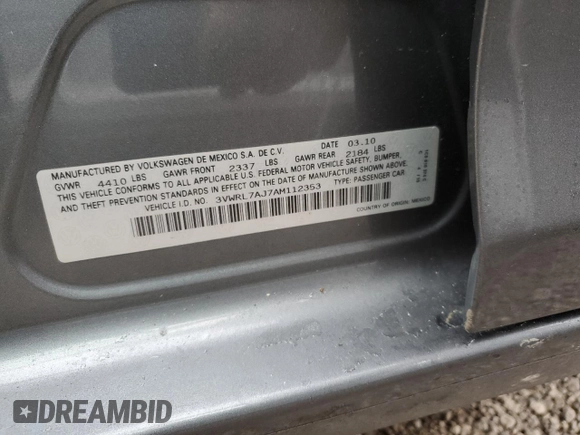 MANUFACTURED BY VOLKSWAGEN DE MEXICO S.A. DE C.V. DATE 03.10
GVWR 4410 LBS GAWR FRONT 2337 LBS GAWR REAR 2184 LBS
THIS VEHICLE CONFORMS TO ALL APPLICABLE U.S. FEDERAL MOTOR VEHICLE SAFETY, BUMPER,
AND THEFT PREVENTION STANDARDS IN EFFECT ON THE DATE OF MANUFACTURE SHOWN ABOVE.
VEHICLE I.D. NO. 3VWRL7AJ7AM112353 TYPE: PASSENGER CAR
COUNTRY OF ORIGIN: MEXICO
DREAMBID